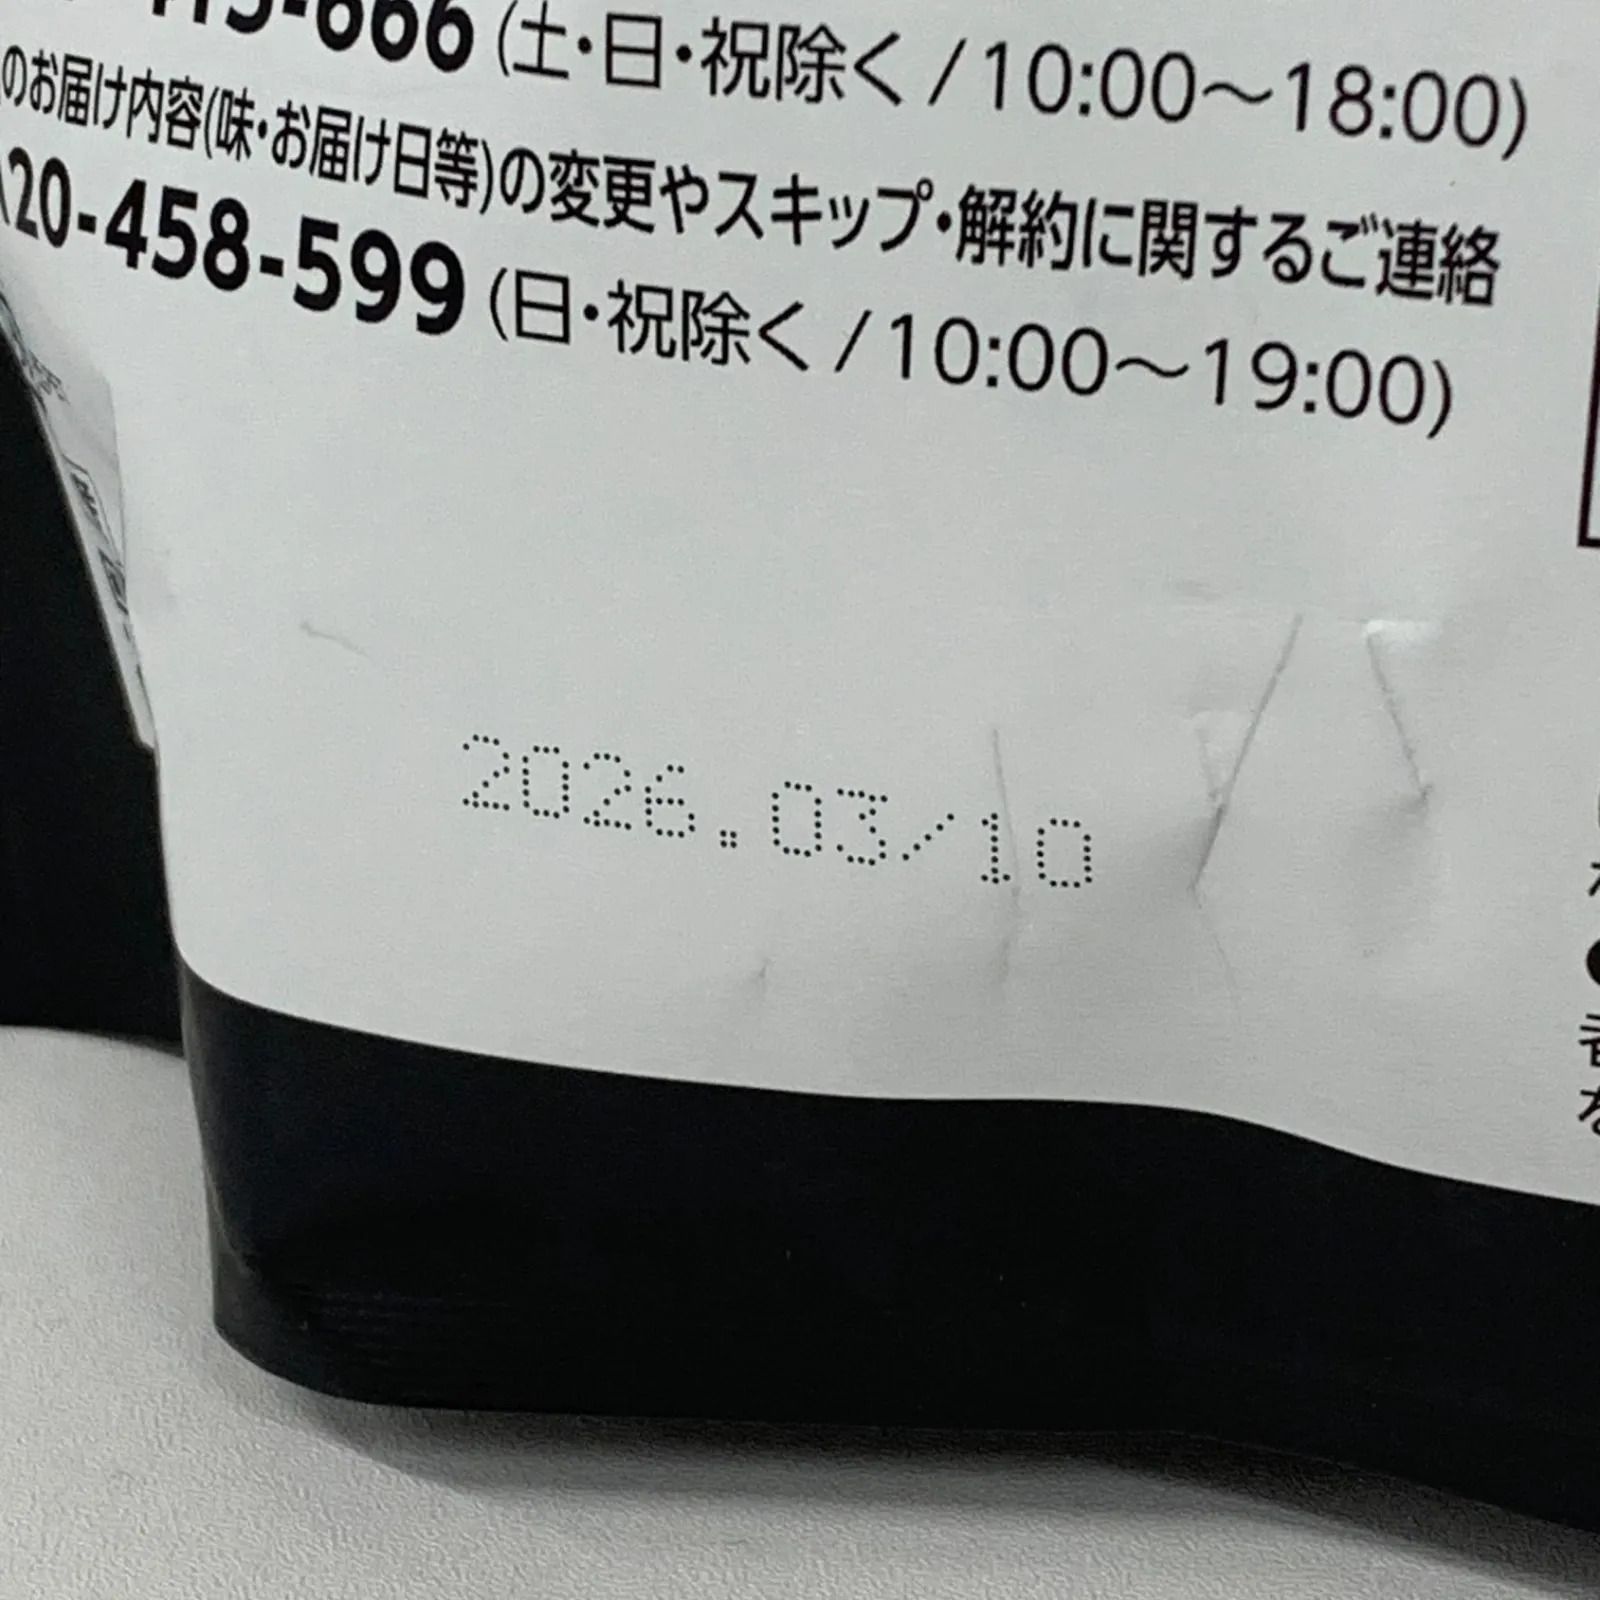 -666 (土・日・祝除く/10:00～18:00)
のお届け内容(味・お届け日等)の変更やスキップ・解約に関するご連絡
20-458-599 (日・祝除く/10:00～19:00)
2026.03/10